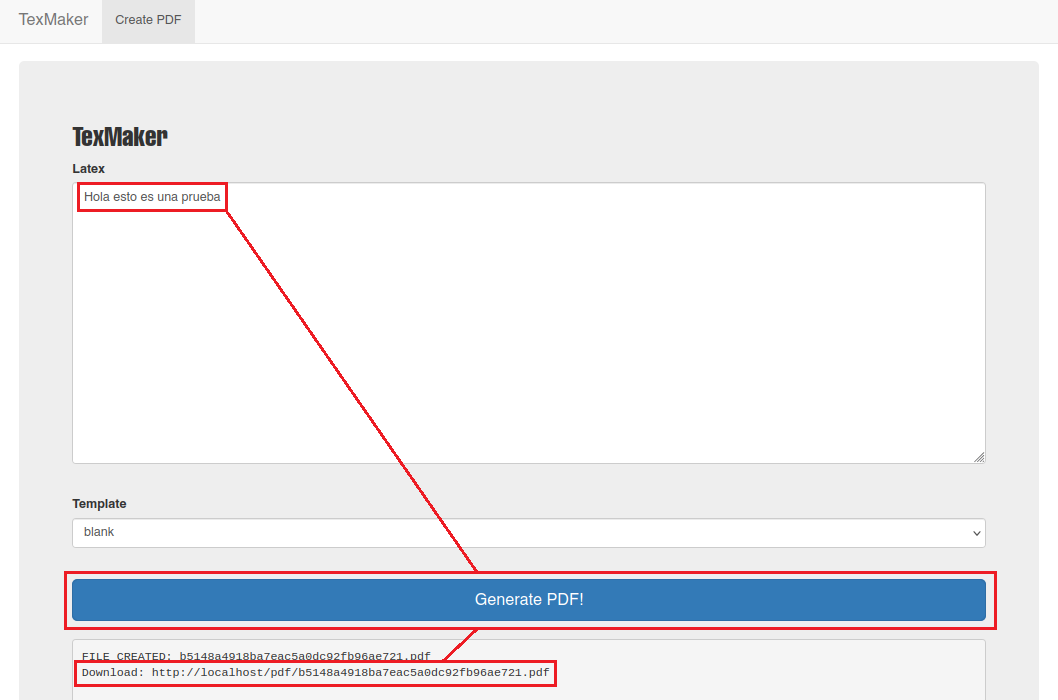 TexMaker Create PDF
TexMaker
Latex
Hola esto es una prueba
Template
blank
Generate PDF!
FILE CREATED: b5148a4918ba7eac5a0dc92fb96ae721.pdf
Download: http://localhost/pdf/b5148a4918ba7eac5a0dc92fb96ae721.pdf